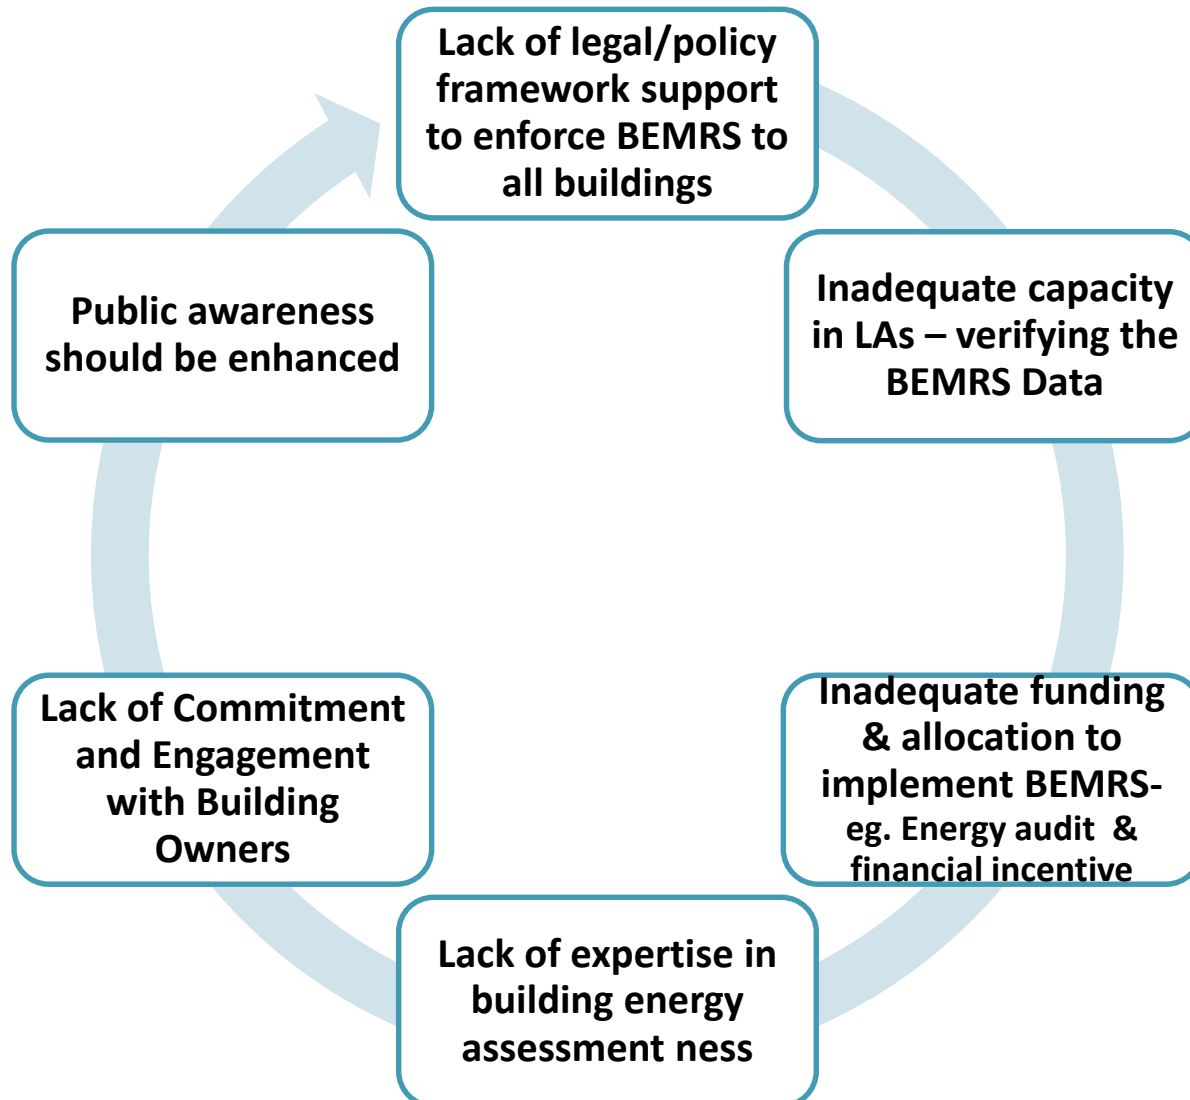 Lack of legal/policy
framework support
to enforce BEMRS to
all buildings
Inadequate capacity
in LAs – verifying the
BEMRS Data
Inadequate funding
& allocation to
implement BEMRS-
eg. Energy audit &
financial incentive
Lack of expertise in
building energy
assessment ness
Lack of Commitment
and Engagement
with Building
Owners
Public awareness
should be enhanced